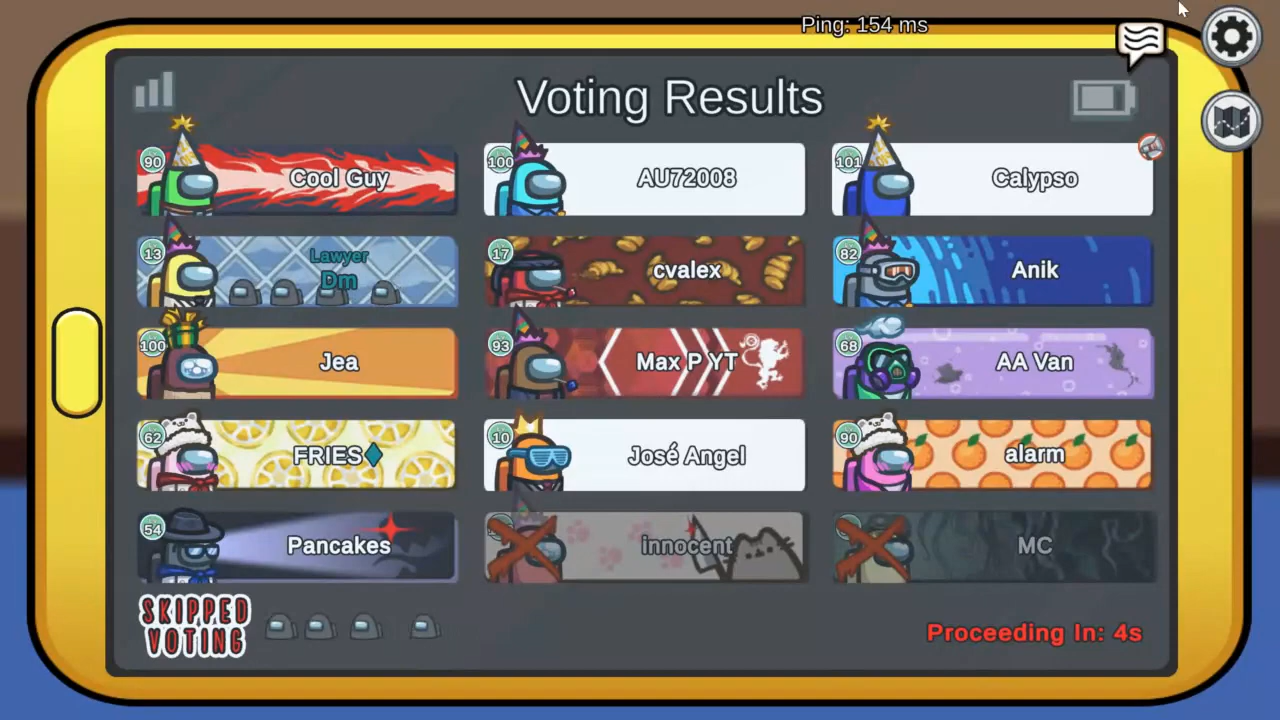 Ping: 154 ms
Voting Results
90 Cool Guy
100 AU72008
101 Calypso
13 Lawyer
Dm
17 cvalex
82 Anik
100 Jea
93 Max P YT
68 AA Van
62 FRIES
10 José Angel
90 alarm
54 Pancakes
innocent
MC
SKIPPED
VOTING
Proceeding In: 4s